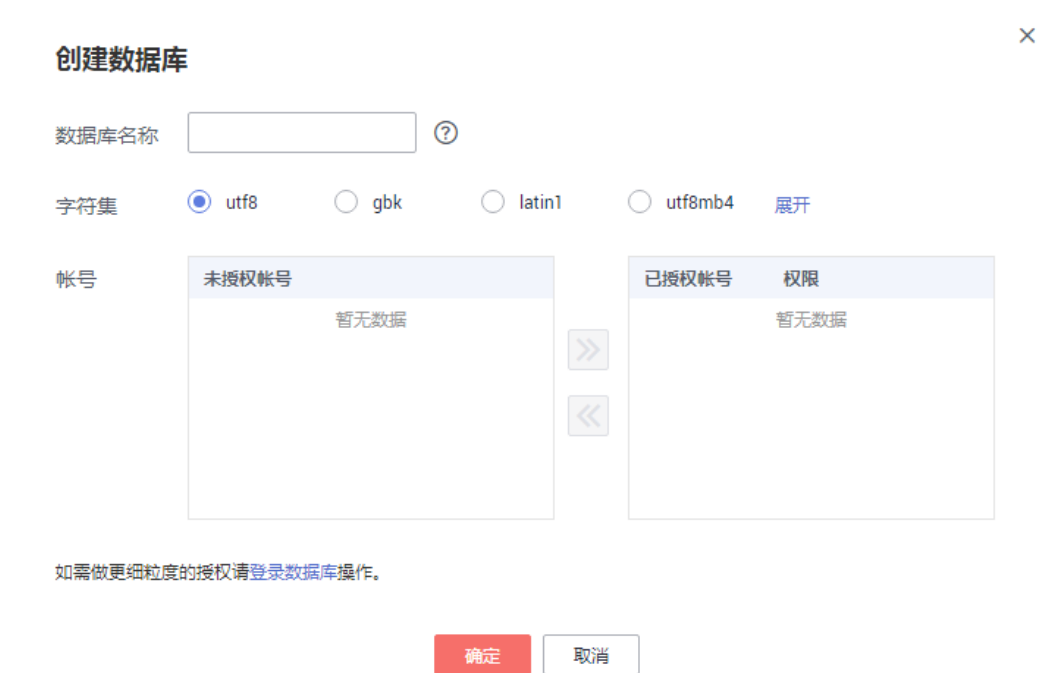 创建数据库
数据库名称
字符集 utf8 gbk latin1 utf8mb4 展开
帐号 未授权帐号 已授权帐号 权限
暂无数据 暂无数据
如需做更细粒度的授权请登录数据库操作。
确定 取消